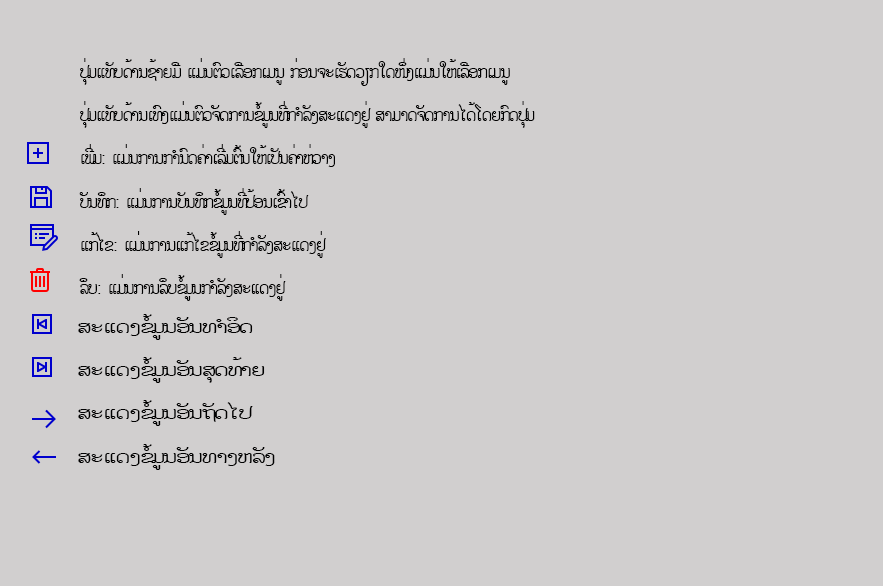 ປຸ່ມແທັບດ້ານຊ້າຍມື ແມ່ນຕົວເລືອກເມນູ ກ່ອນຈະເຮັດວຽກໃດໜຶ່ງແມ່ນໃຫ້ເລືອກເມນູ
ປຸ່ມແທັບດ້ານເທິງແມ່ນຕົວຈັດການຂໍ້ມູນທີ່ກຳລັງສະແດງຢູ່ ສາມາດຈັດການໄດ້ໂດຍກົດປຸ່ມ
ເພີ່ມ: ແມ່ນການກຳນົດຄ່າເລີ່ມຕົ້ນໃຫ້ເປັນຄ່າຫ່ວາງ
ບັນທຶກ: ແມ່ນການບັນທຶກຂໍ້ມູນທີ່ປ້ອນເຂົ້າໄປ
ແກ້ໄຂ: ແມ່ນການແກ້ໄຂຂໍ້ມູນທີ່ກຳລັງສະແດງຢູ່
ລຶບ: ແມ່ນການລຶບຂໍ້ມູນກຳລັງສະແດງຢູ່
ສະແດງຂໍ້ມູນອັນທຳອິດ
ສະແດງຂໍ້ມູນອັນສຸດທ້າຍ
ສະແດງຂໍ້ມູນອັນຖັດໄປ
ສະແດງຂໍ້ມູນອັນທາງຫລັງ